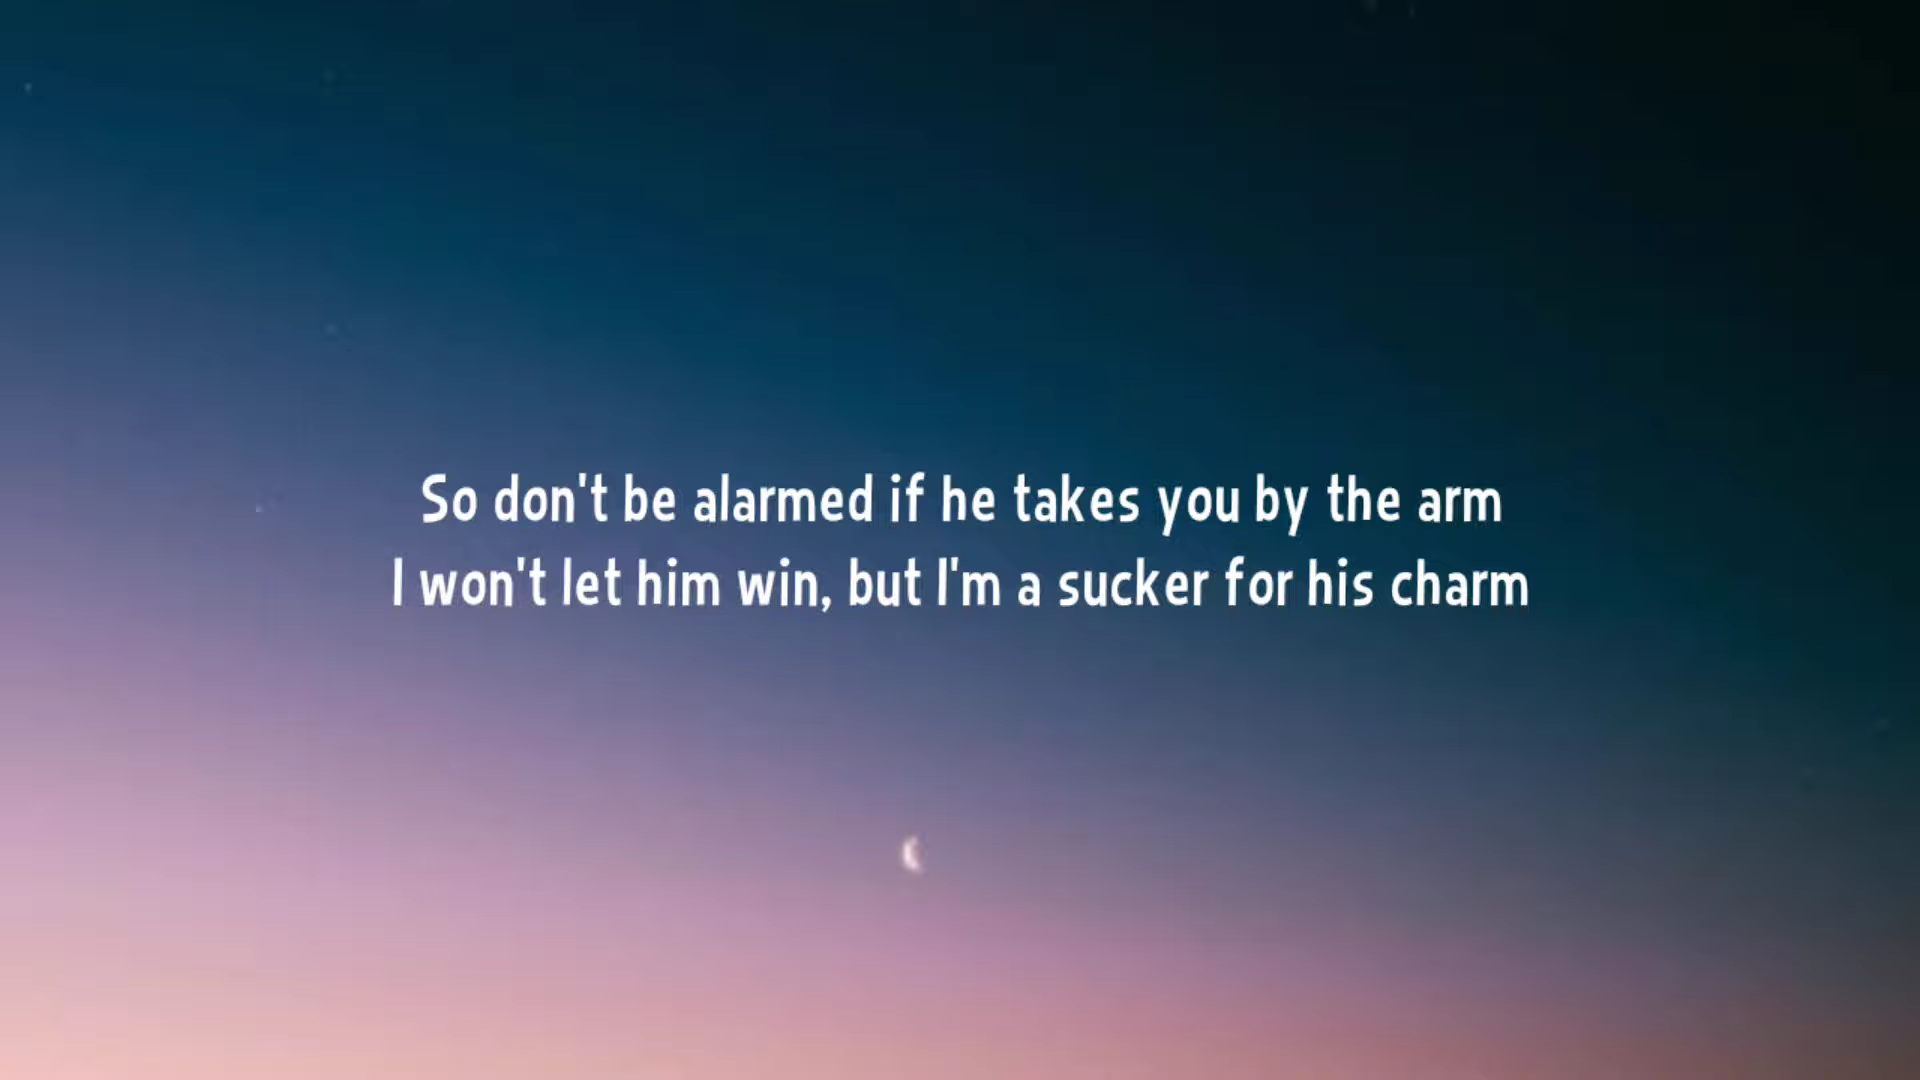 So don't be alarmed if he takes you by the arm
I won't let him win, but I'm a sucker for his charm